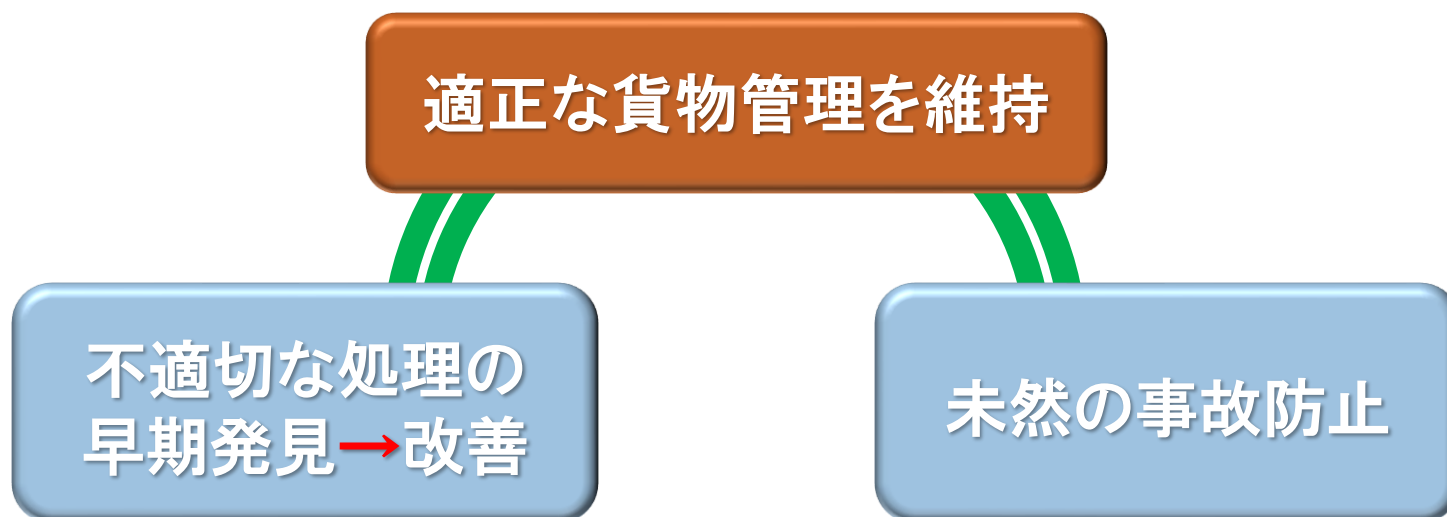 適正な貨物管理を維持
不適切な処理の
早期発見→改善
未然の事故防止